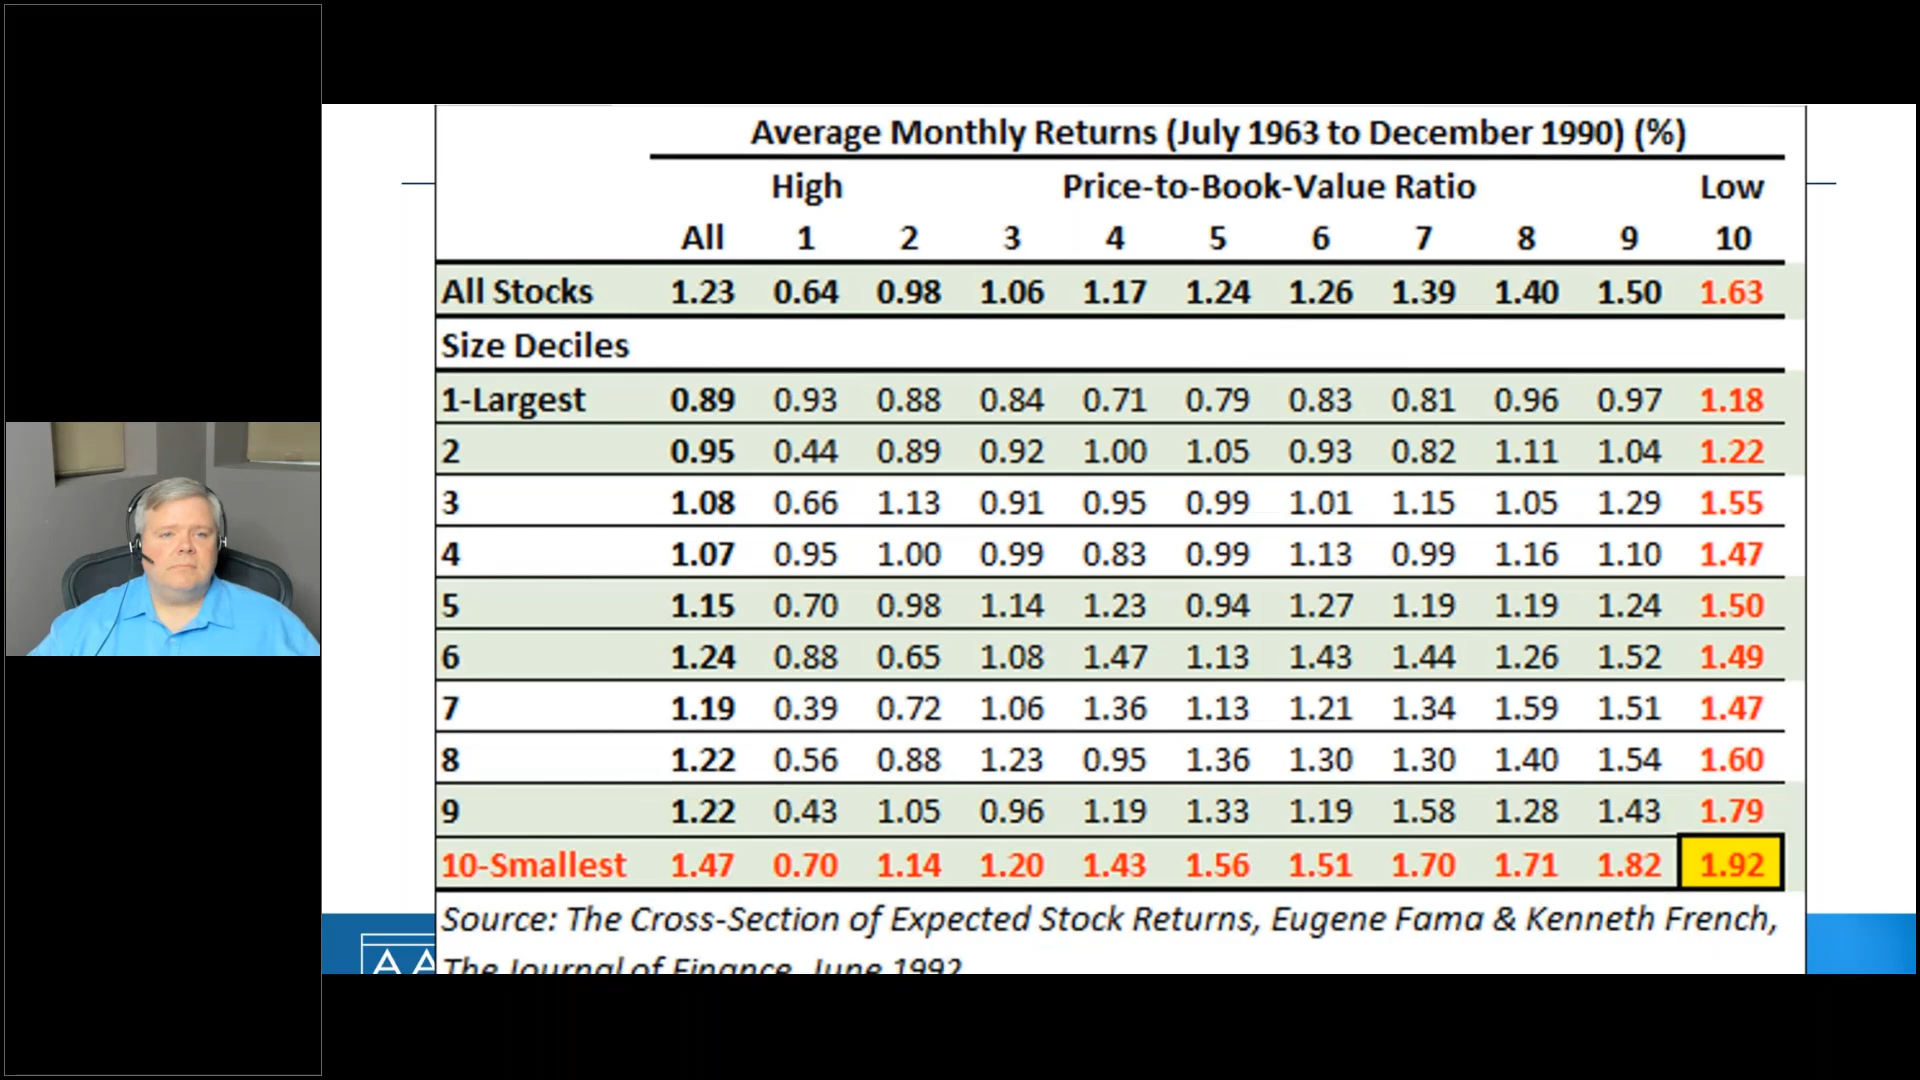 Average Monthly Returns (July 1963 to December 1990) (%)
High Price-to-Book-Value Ratio Low
All 1 2 3 4 5 6 7 8 9 10
All Stocks 1.23 0.64 0.98 1.06 1.17 1.24 1.26 1.39 1.40 1.50 1.63
Size Deciles
1-Largest 0.89 0.93 0.88 0.84 0.71 0.79 0.83 0.81 0.96 0.97 1.18
2 0.95 0.44 0.89 0.92 1.00 1.05 0.93 0.82 1.11 1.04 1.22
3 1.08 0.66 1.13 0.91 0.95 0.99 1.01 1.15 1.05 1.29 1.55
4 1.07 0.95 1.00 0.99 0.83 0.99 1.13 0.99 1.16 1.10 1.47
5 1.15 0.70 0.98 1.14 1.23 0.94 1.27 1.19 1.19 1.24 1.50
6 1.24 0.88 0.65 1.08 1.47 1.13 1.43 1.44 1.26 1.52 1.49
7 1.19 0.39 0.72 1.06 1.36 1.13 1.21 1.34 1.59 1.51 1.47
8 1.22 0.56 0.88 1.23 0.95 1.36 1.30 1.30 1.40 1.54 1.60
9 1.22 0.43 1.05 0.96 1.19 1.33 1.19 1.58 1.28 1.43 1.79
10-Smallest 1.47 0.70 1.14 1.20 1.43 1.56 1.51 1.70 1.71 1.82 1.92
Source: The Cross-Section of Expected Stock Returns, Eugene Fama & Kenneth French,
The Journal of Finance, June 1992